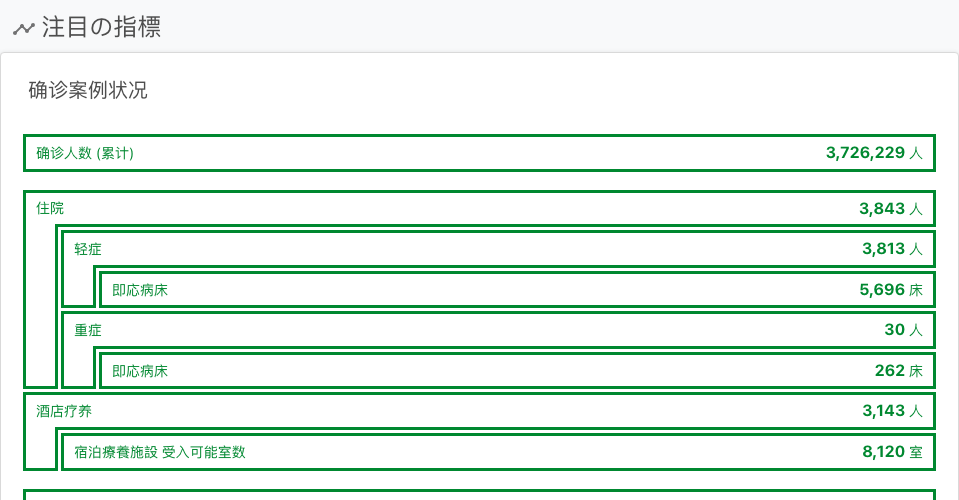 注目の指標
确诊案例状况
确诊人数 (累计) 3,726,229 人
住院 3,843 人
轻症 3,813 人
即応病床 5,696 床
重症 30 人
即応病床 262 床
酒店疗养 3,143 人
宿泊療養施設 受入可能室数 8,120 室